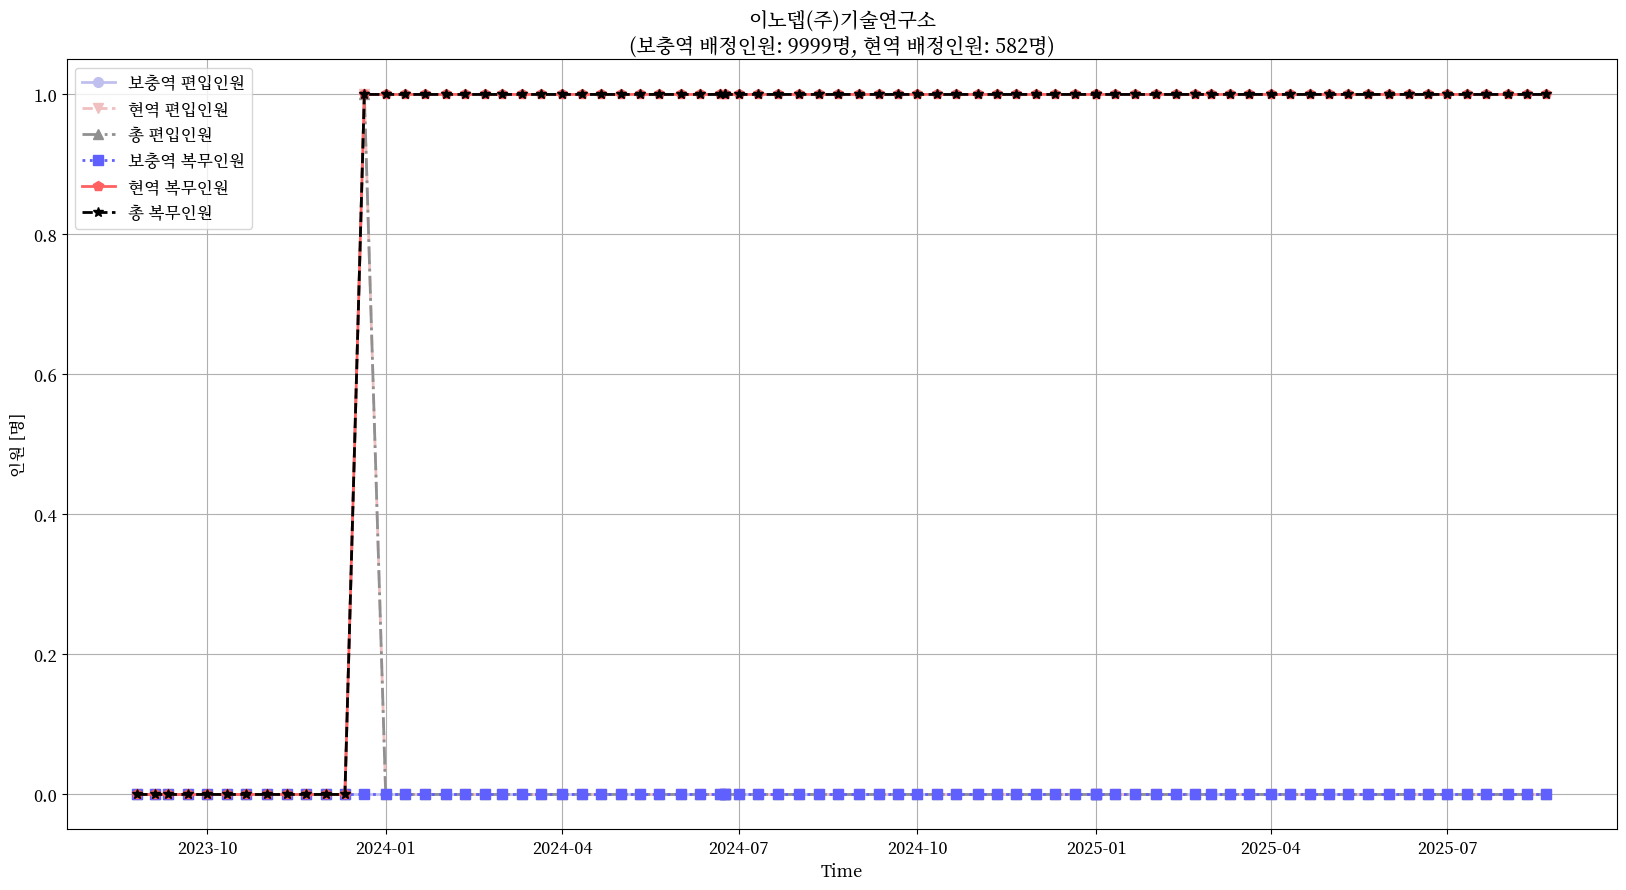 이노뎁(주)기술연구소
(보충역 배정인원: 9999명, 현역 배정인원: 582명)
보충역 편입인원
현역 편입인원
총 편입인원
보충역 복무인원
현역 복무인원
총 복무인원
1.0
0.8
0.6
0.4
0.2
0.0
인원 [명]
2023-10 2024-01 2024-04 2024-07 2024-10 2025-01 2025-04 2025-07
Time